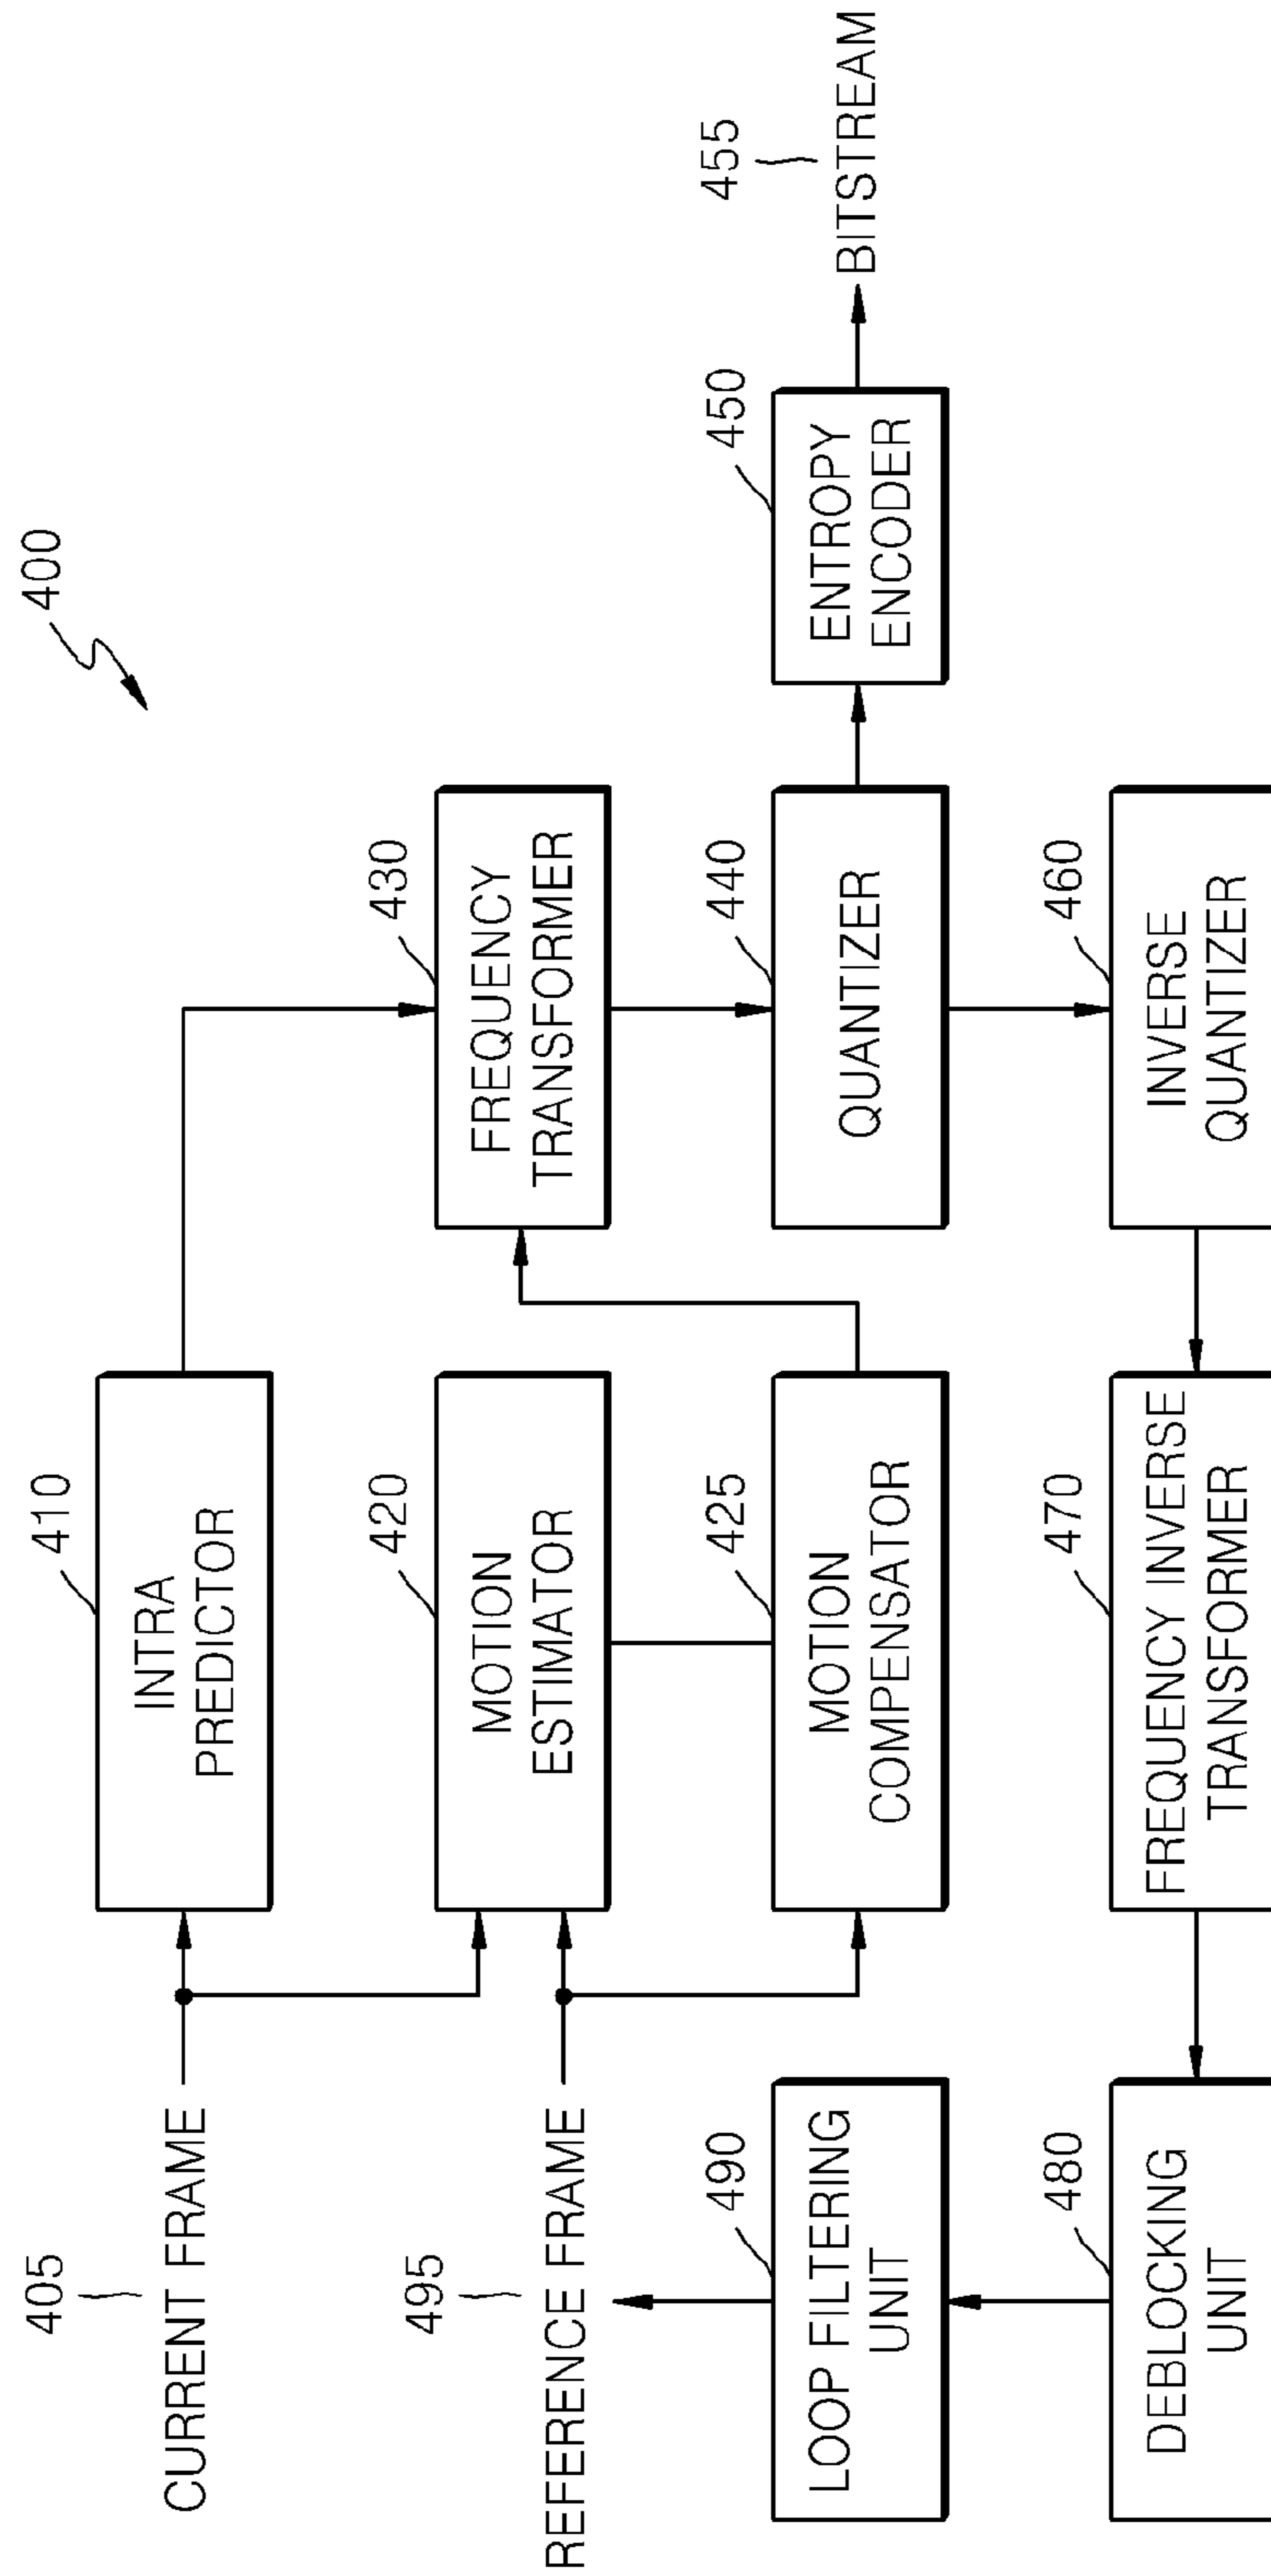 400
405
CURRENT FRAME
410
INTRA
PREDICTOR
495
REFERENCE FRAME
420
MOTION
ESTIMATOR
430
FREQUENCY
TRANSFORMER
490
LOOP FILTERING
UNIT
425
MOTION
COMPENSATOR
440
QUANTIZER
450
ENTROPY
ENCODER
455
BITSTREAM
480
DEBLOCKING
UNIT
470
FREQUENCY INVERSE
TRANSFORMER
460
INVERSE
QUANTIZER